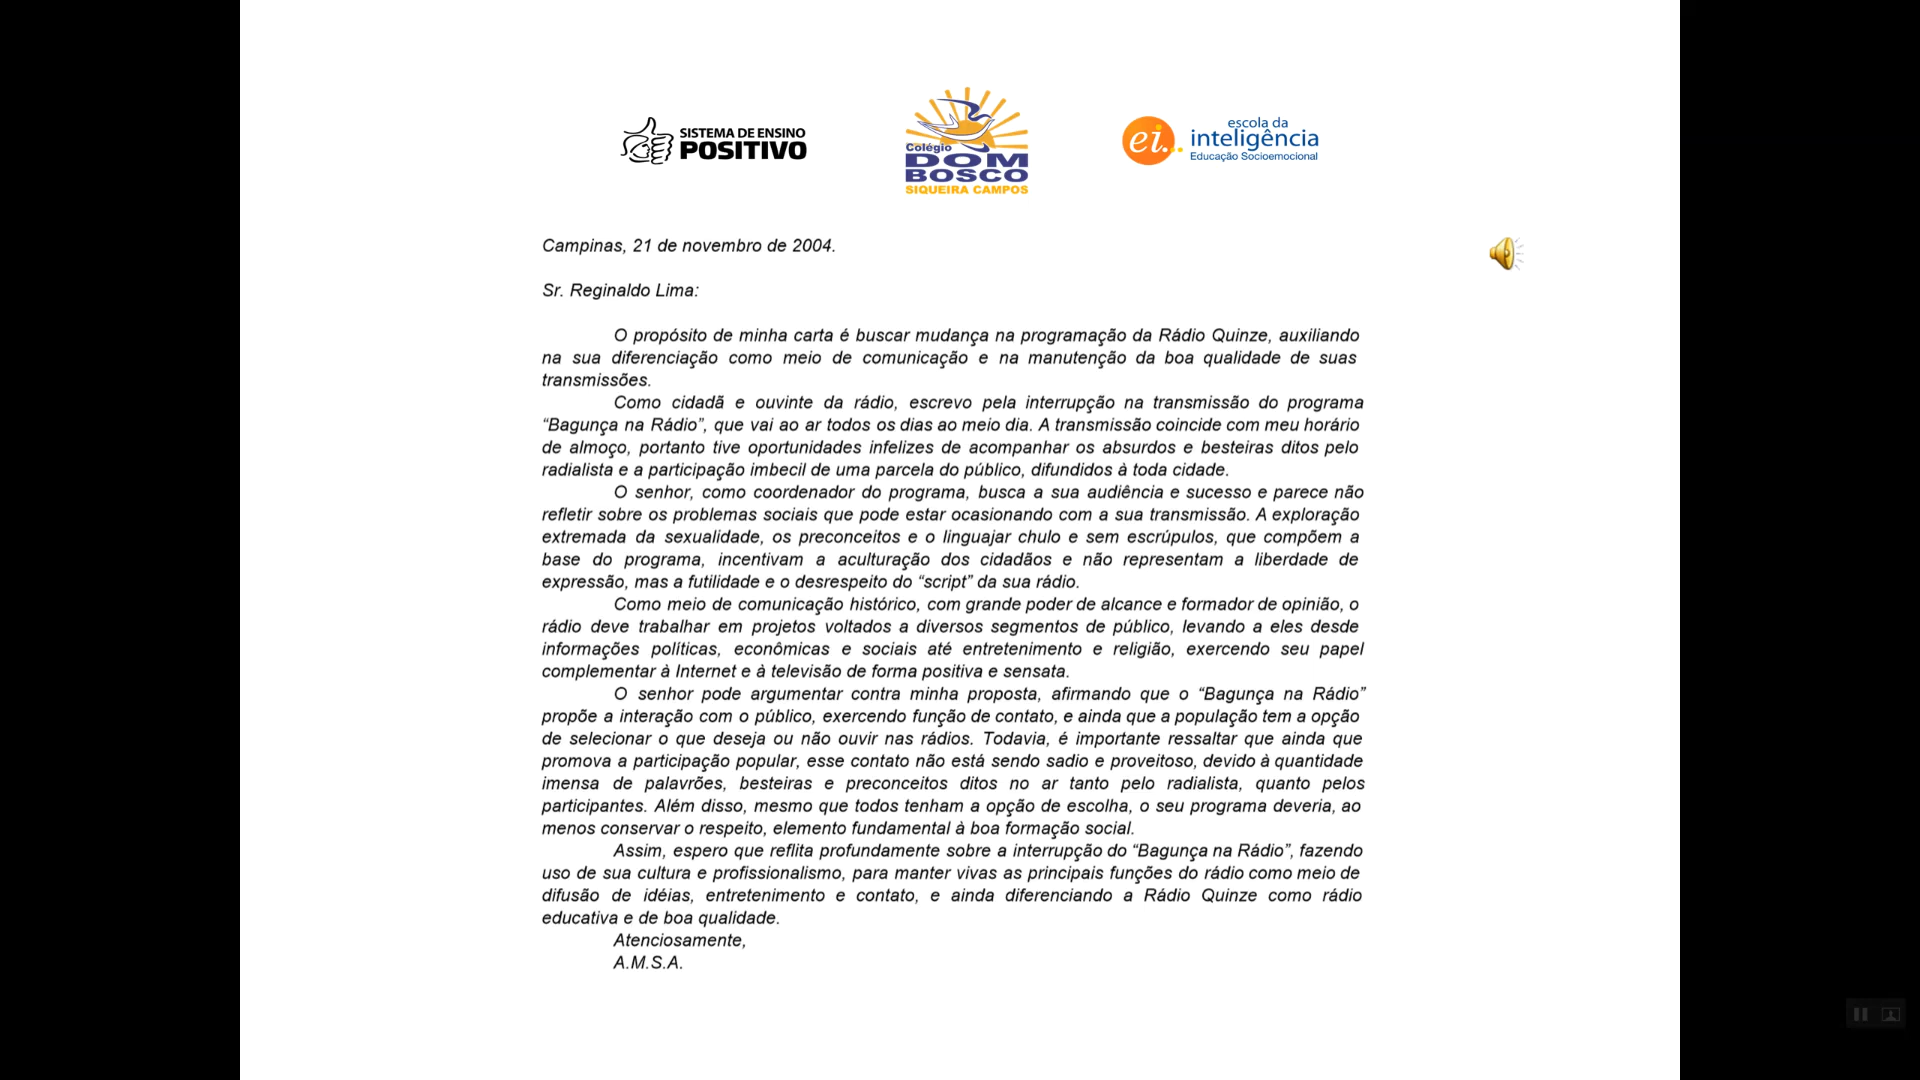 SISTEMA DE ENSINO
POSITIVO
Colégio
DOM
BOSCO
SIQUEIRA CAMPOS
ei..
escola da
inteligência
Educação Socioemocional
Campinas, 21 de novembro de 2004.
Sr. Reginaldo Lima:
O propósito de minha carta é buscar mudança na programação da Rádio Quinze, auxiliando
na sua diferenciação como meio de comunicação e na manutenção da boa qualidade de suas
transmissões.
Como cidadã e ouvinte da rádio, escrevo pela interrupção na transmissão do programa
“Bagunça na Rádio”, que vai ao ar todos os dias ao meio dia. A transmissão coincide com meu horário
de almoço, portanto tive oportunidades infelizes de acompanhar os absurdos e besteiras ditos pelo
radialista e a participação imbecil de uma parcela do público, difundidos à toda cidade.
O senhor, como coordenador do programa, busca a sua audiência e sucesso e parece não
refletir sobre os problemas sociais que pode estar ocasionando com a sua transmissão. A exploração
extremada da sexualidade, os preconceitos e o linguajar chulo e sem escrúpulos, que compõem a
base do programa, incentivam a aculturação dos cidadãos e não representam a liberdade de
expressão, mas a futilidade e o desrespeito do “script” da sua rádio.
Como meio de comunicação histórico, com grande poder de alcance e formador de opinião, o
rádio deve trabalhar em projetos voltados a diversos segmentos de público, levando a eles desde
informações políticas, econômicas e sociais até entretenimento e religião, exercendo seu papel
complementar à Internet e à televisão de forma positiva e sensata.
O senhor pode argumentar contra minha proposta, afirmando que o “Bagunça na Rádio”
propõe a interação com o público, exercendo função de contato, e ainda que a população tem a opção
de selecionar o que deseja ou não ouvir nas rádios. Todavia, é importante ressaltar que ainda que
promova a participação popular, esse contato não está sendo sadio e proveitoso, devido à quantidade
imensa de palavrões, besteiras e preconceitos ditos no ar tanto pelo radialista, quanto pelos
participantes. Além disso, mesmo que todos tenham a opção de escolha, o seu programa deveria, ao
menos conservar o respeito, elemento fundamental à boa formação social.
Assim, espero que reflita profundamente sobre a interrupção do “Bagunça na Rádio”, fazendo
uso de sua cultura e profissionalismo, para manter vivas as principais funções do rádio como meio de
difusão de idéias, entretenimento e contato, e ainda diferenciando a Rádio Quinze como rádio
educativa e de boa qualidade.
Atenciosamente,
A.M.S.A.